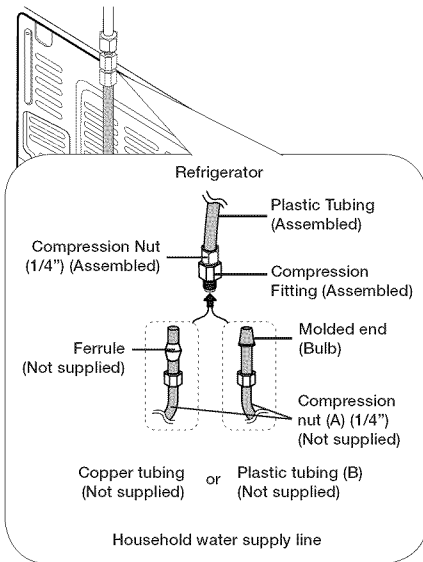 Refrigerator
Plastic Tubing
(Assembled)
Compression Nut
(1/4") (Assembled)
Compression
Fitting (Assembled)
Ferrule
(Not supplied)
Molded end
(Bulb)
Compression
nut (A) (1/4")
(Not supplied)
Copper tubing
(Not supplied)
or
Plastic tubing (B)
(Not supplied)
Household water supply line